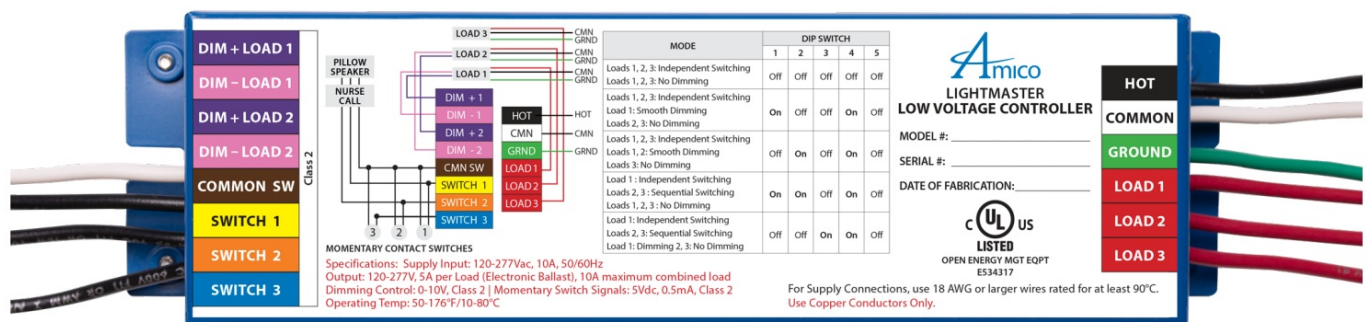 DIM + LOAD 1
DIM – LOAD 1
DIM + LOAD 2
DIM – LOAD 2
COMMON SW
SWITCH 1
SWITCH 2
SWITCH 3
Class 2
PILLOW
SPEAKER
NURSE
CALL
LOAD 3
CMN
GRND
LOAD 2
CMN
GRND
LOAD 1
CMN
GRND
DIM + 1
DIM - 1
DIM + 2
DIM - 2
CMN SW
SWITCH 1
SWITCH 2
SWITCH 3
HOT
CMN
GRND
LOAD 1
LOAD 2
LOAD 3
HOT
CMN
GRND
3 2 1
MOMENTARY CONTACT SWITCHES
MODE DIP SWITCH
1 2 3 4 5
Loads 1, 2, 3: Independent Switching
Loads 1, 2, 3: No Dimming
Off Off Off Off Off
Loads 1, 2, 3: Independent Switching
Load 1: Smooth Dimming
Loads 2, 3: No Dimming
On Off Off On Off
Loads 1, 2, 3: Independent Switching
Loads 1, 2: Smooth Dimming
Loads 3: No Dimming
Off On Off On Off
Load 1 : Independent Switching
Loads 2, 3 : Sequential Switching
Loads 1, 2, 3 : No Dimming
On On Off On Off
Load 1: Independent Switching
Loads 2, 3: Sequential Switching
Load 1: Dimming 2, 3: No Dimming
Off Off On On Off
Specifications: Supply Input: 120-277Vac, 10A, 50/60Hz
Output: 120-277V, 5A per Load (Electronic Ballast), 10A maximum combined load
Dimming Control: 0-10V, Class 2 | Momentary Switch Signals: 5Vdc, 0.5mA, Class 2
Operating Temp: 50-176°F/10-80°C
Amico
LIGHTMASTER
LOW VOLTAGE CONTROLLER
MODEL #:
SERIAL #:
DATE OF FABRICATION:
C UL US
LISTED
OPEN ENERGY MGT EQPT
E534317
For Supply Connections, use 18 AWG or larger wires rated for at least 90°C.
Use Copper Conductors Only.
HOT
COMMON
GROUND
LOAD 1
LOAD 2
LOAD 3